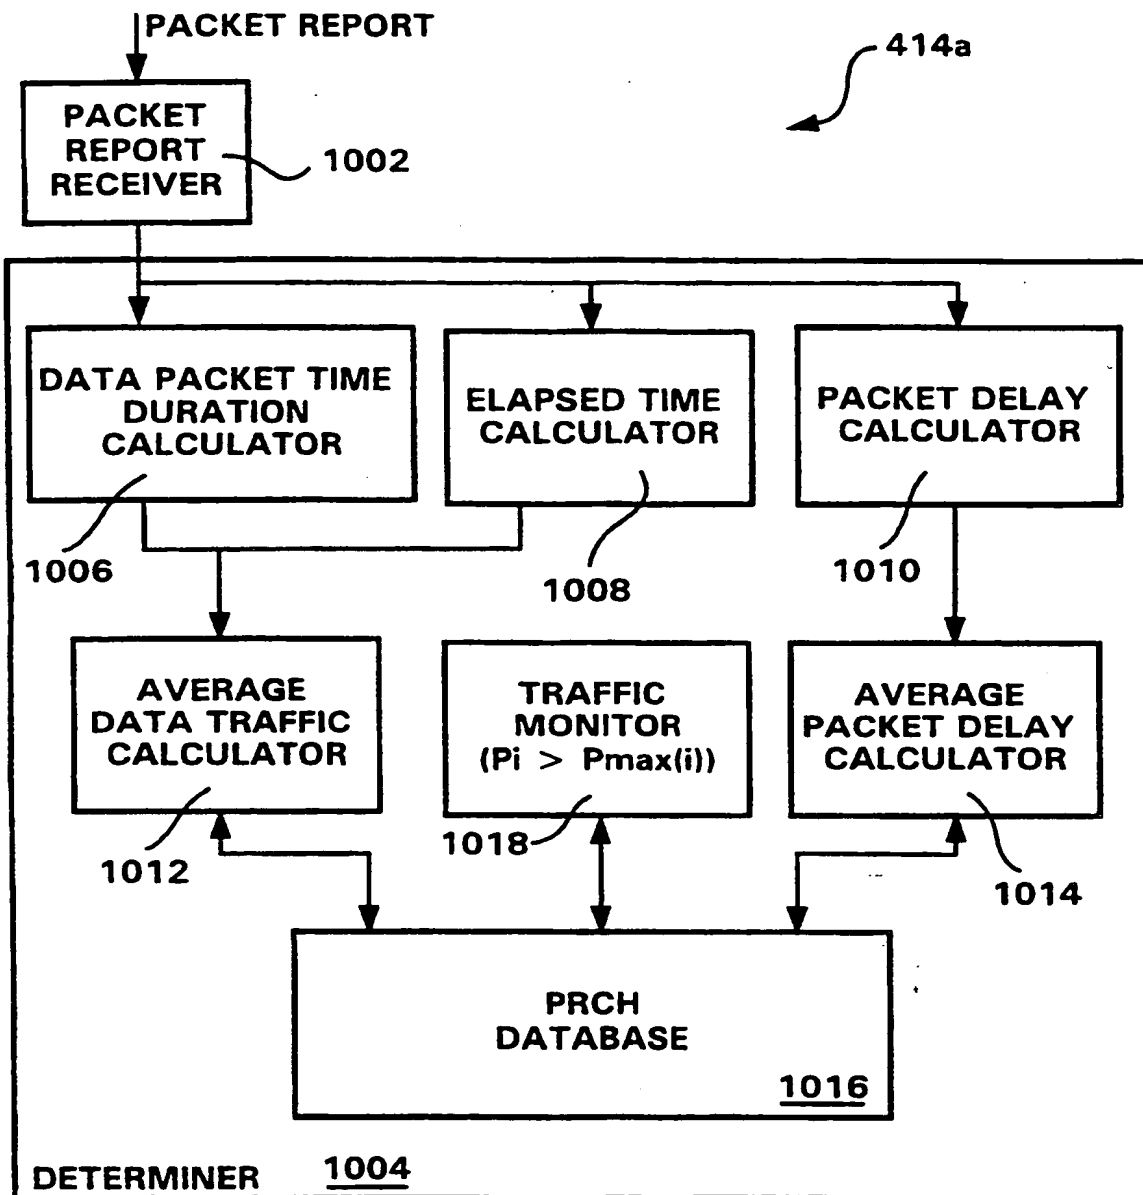 PACKET REPORT
414a
PACKET
REPORT
RECEIVER
1002
DATA PACKET TIME
DURATION
CALCULATOR
ELAPSED TIME
CALCULATOR
PACKET DELAY
CALCULATOR
1006
1008
1010
AVERAGE
DATA TRAFFIC
CALCULATOR
TRAFFIC
MONITOR
(Pi > Pmax(i))
AVERAGE
PACKET DELAY
CALCULATOR
1012
1018
1014
PRCH
DATABASE
1016
DETERMINER 1004